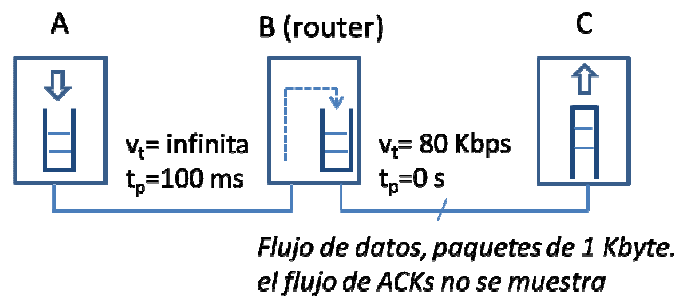 A
B (router)
C
vt= infinita
tp=100 ms
vt= 80 Kbps
tp=0 s
Flujo de datos, paquetes de 1 Kbyte.
el flujo de ACKs no se muestra